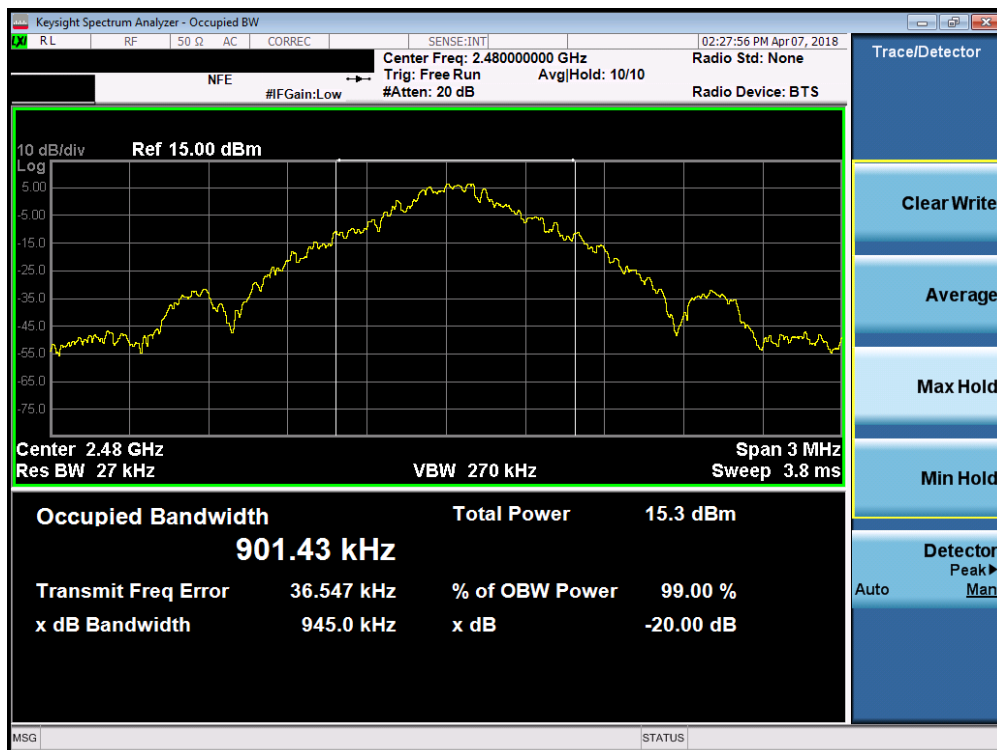 Keysight Spectrum Analyzer - Occupied BW
LXI RL RF 50 Ω AC CORREC SENSE:INT 02:27:56 PM Apr 07, 2018
Center Freq: 2.480000000 GHz Radio Std: None
NFE Trig: Free Run Avg|Hold: 10/10
#IFGain:Low #Atten: 20 dB Radio Device: BTS
10 dB/div Ref 15.00 dBm
Log
5.00
-5.00
-15.0
-25.0
-35.0
-45.0
-55.0
-65.0
-75.0
Center 2.48 GHz Span 3 MHz
Res BW 27 kHz VBW 270 kHz Sweep 3.8 ms
Occupied Bandwidth Total Power 15.3 dBm
901.43 kHz
Transmit Freq Error 36.547 kHz % of OBW Power 99.00 %
x dB Bandwidth 945.0 kHz x dB -20.00 dB
MSG STATUS
Trace/Detector
Clear Write
Average
Max Hold
Min Hold
Detector
Peak▶
Auto Man